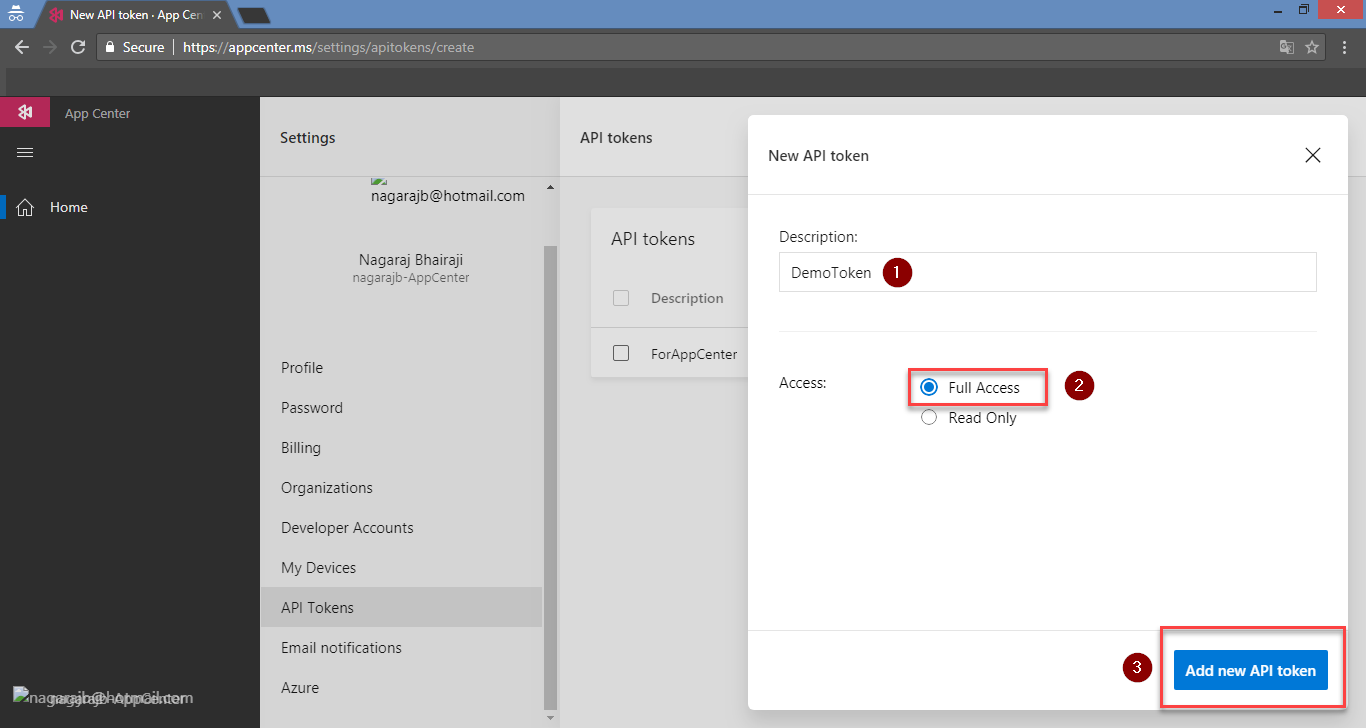 New API token · App Cen
Secure
https://appcenter.ms/settings/apitokens/create
App Center
Home
Settings
nagarajb@hotmail.com
Nagaraj Bhairaji
nagarajb-AppCenter
Profile
Password
Billing
Organizations
Developer Accounts
My Devices
API Tokens
Email notifications
Azure
nagarajb@hotmail.com
nagarajb-AppCenter
API tokens
API tokens
Description
ForAppCenter
New API token
Description:
DemoToken 1
Access:
Full Access 2
Read Only
3 Add new API token